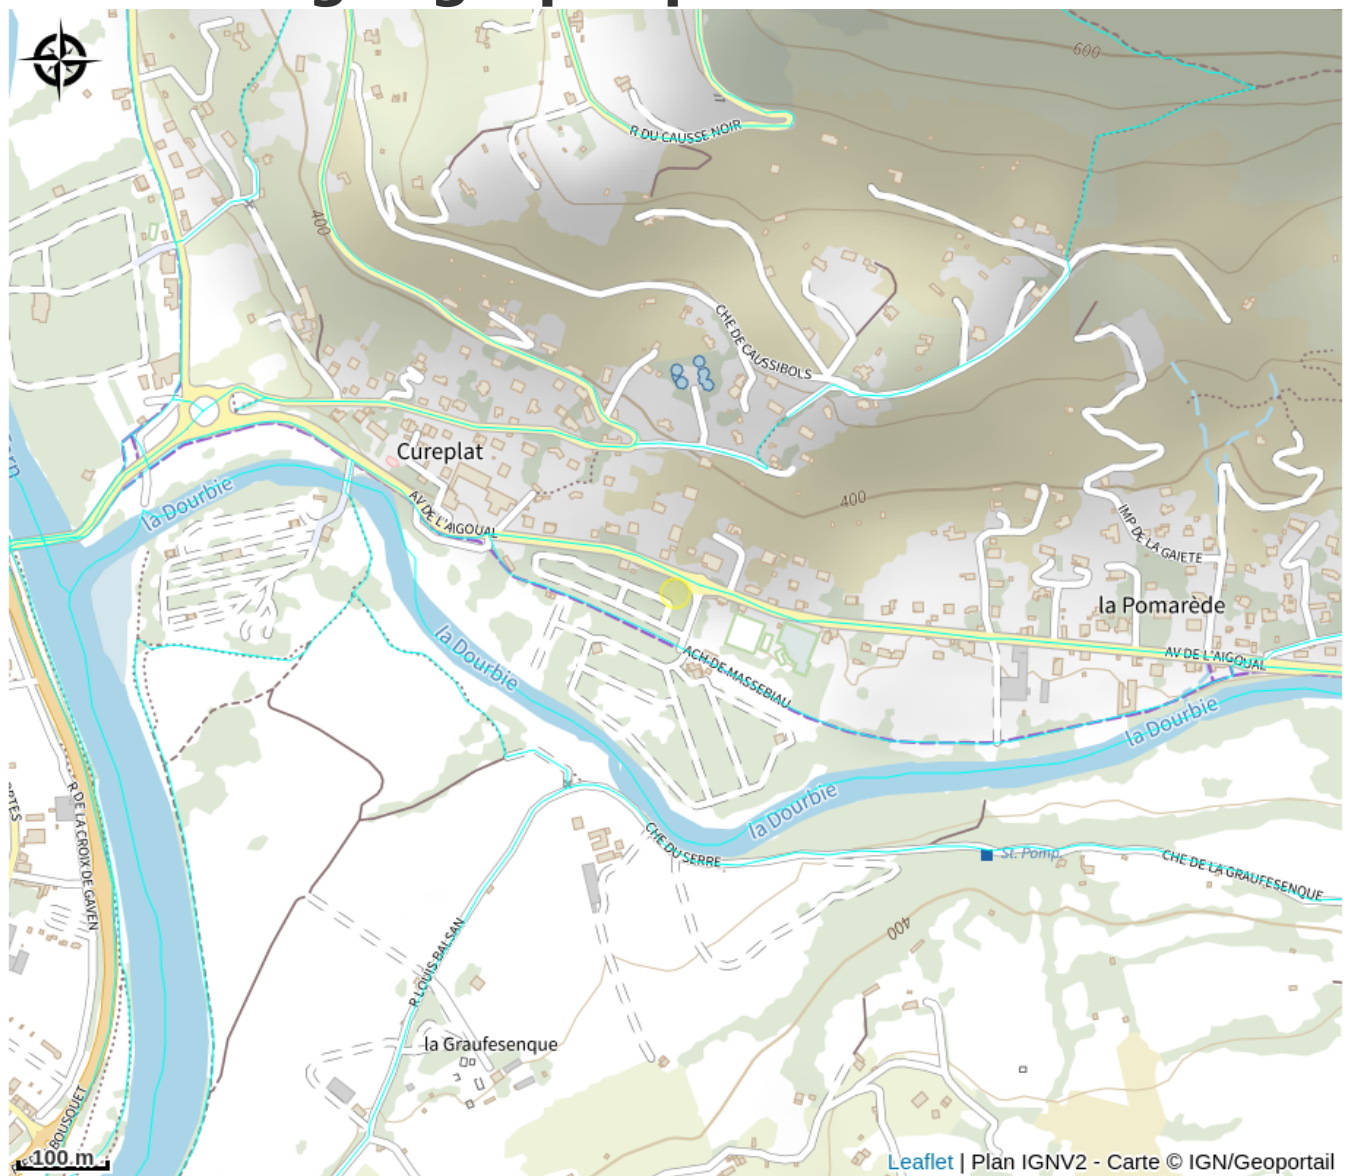 600
R DU CAUSSE NOIR
400
CHE DE CAUSSIBOLS
Cureplat
la Dourbie
AV DE L'AIGOUAL
400
IMP DE LA GAIETE
la Pomarède
la Dourbie
ACH DE MASSEBIAU
AV DE L'AIGOUAL
la Dourbie
la Dourbie
R DE LA CROIX DE GAVEN
CHE DU SERRE
St. Pomp.
CHE DE LA GRAUFESENQUE
400
R LOUIS BALSAN
la Graufesenque
BOUSQUET
100 m
Leaflet | Plan IGNV2 - Carte © IGN/Geoportail